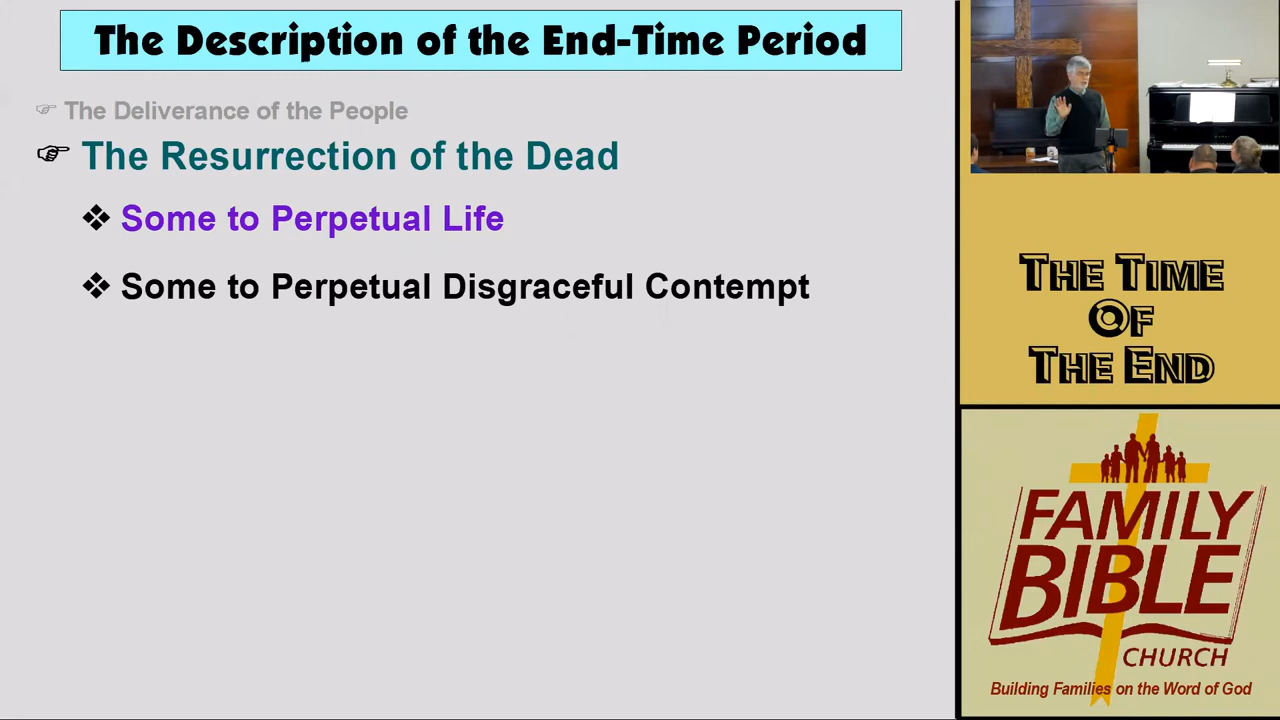 The Description of the End-Time Period
The Deliverance of the People
The Resurrection of the Dead
Some to Perpetual Life
Some to Perpetual Disgraceful Contempt
THE TIME
OF
THE END
FAMILY
BIBLE
CHURCH
Building Families on the Word of God